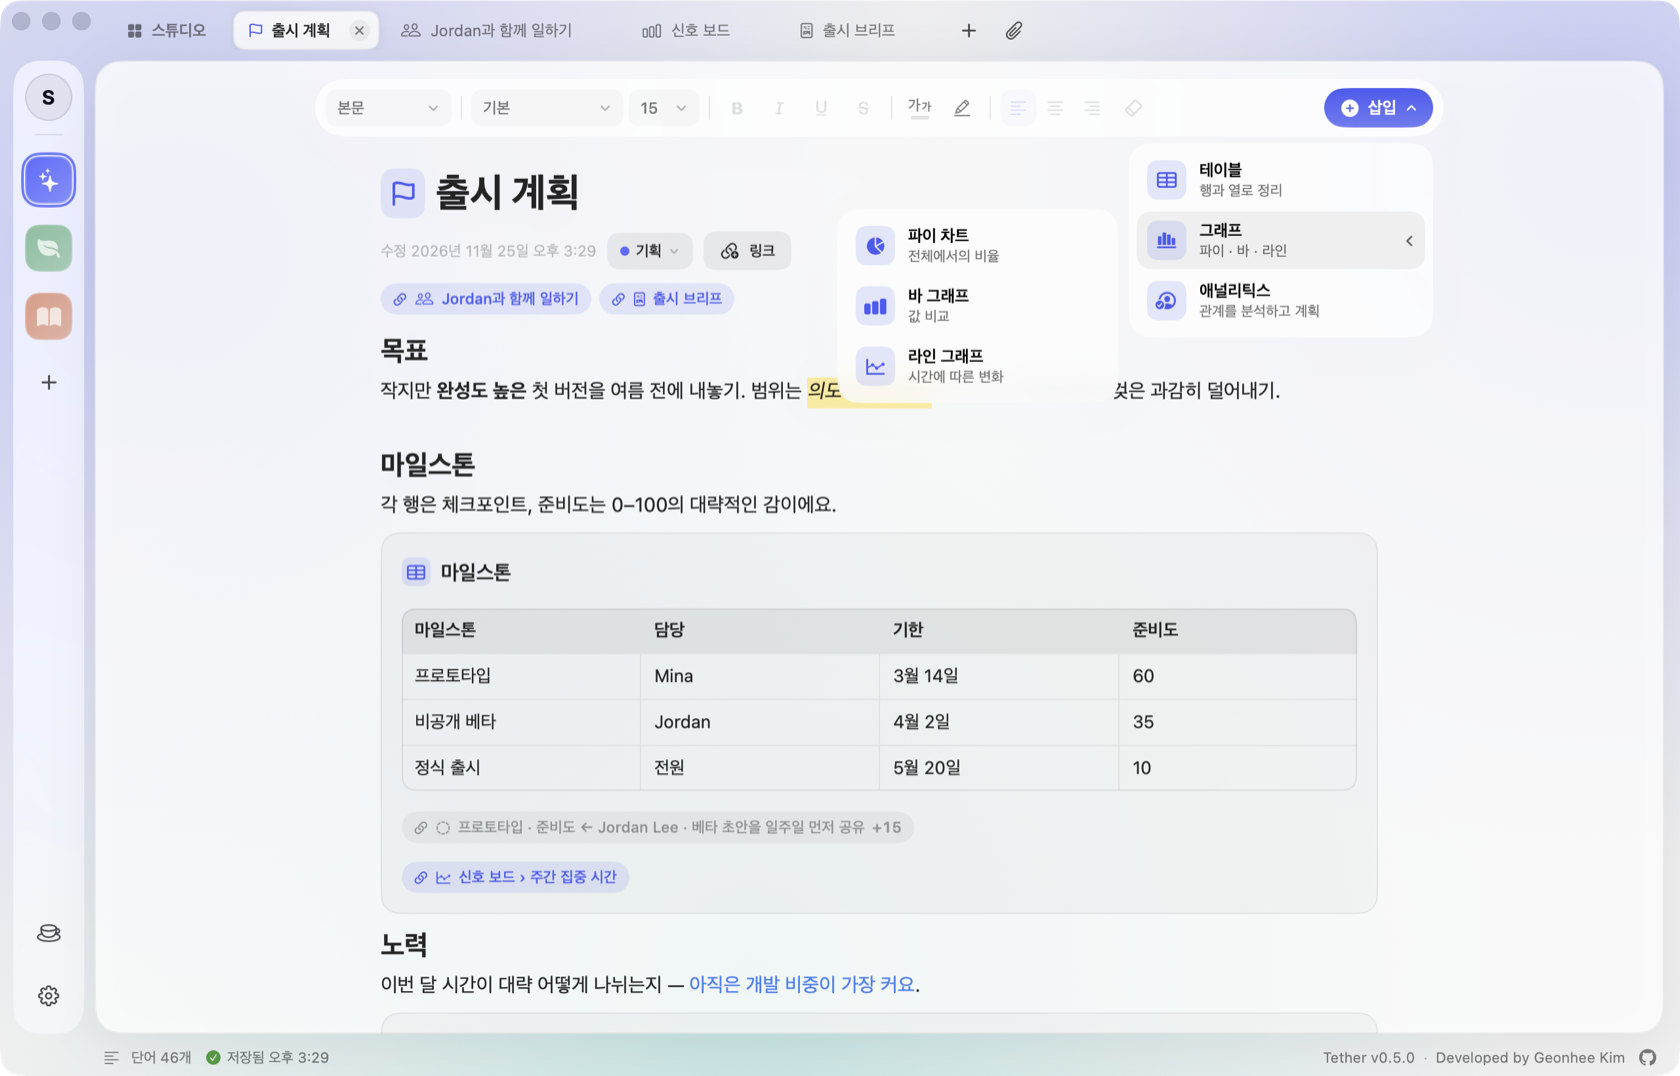 스튜디오
출시 계획
Jordan과 함께 일하기
신호 보드
출시 브리프
S
본문
기본
15
B I U S
가가
삽입
테이블
행과 열로 정리
그래프
파이 · 바 · 라인
애널리틱스
관계를 분석하고 계획
파이 차트
전체에서의 비율
바 그래프
값 비교
라인 그래프
시간에 따른 변화
출시 계획
수정 2026년 11월 25일 오후 3:29
기획
링크
Jordan과 함께 일하기
출시 브리프
목표
작지만 완성도 높은 첫 버전을 여름 전에 내놓기. 범위는 과감히 덜어내기.
마일스톤
각 행은 체크포인트, 준비도는 0–100의 대략적인 감이에요.
마일스톤
마일스톤 담당 기한 준비도
프로토타입 Mina 3월 14일 60
비공개 베타 Jordan 4월 2일 35
정식 출시 전원 5월 20일 10
프로토타입 · 준비도 ← Jordan Lee · 베타 초안을 일주일 먼저 공유 +15
신호 보드 › 주간 집중 시간
노력
이번 달 시간이 대략 어떻게 나뉘는지 — 아직은 개발 비중이 가장 커요.
단어 46개
저장됨 오후 3:29
Tether v0.5.0 · Developed by Geonhee Kim